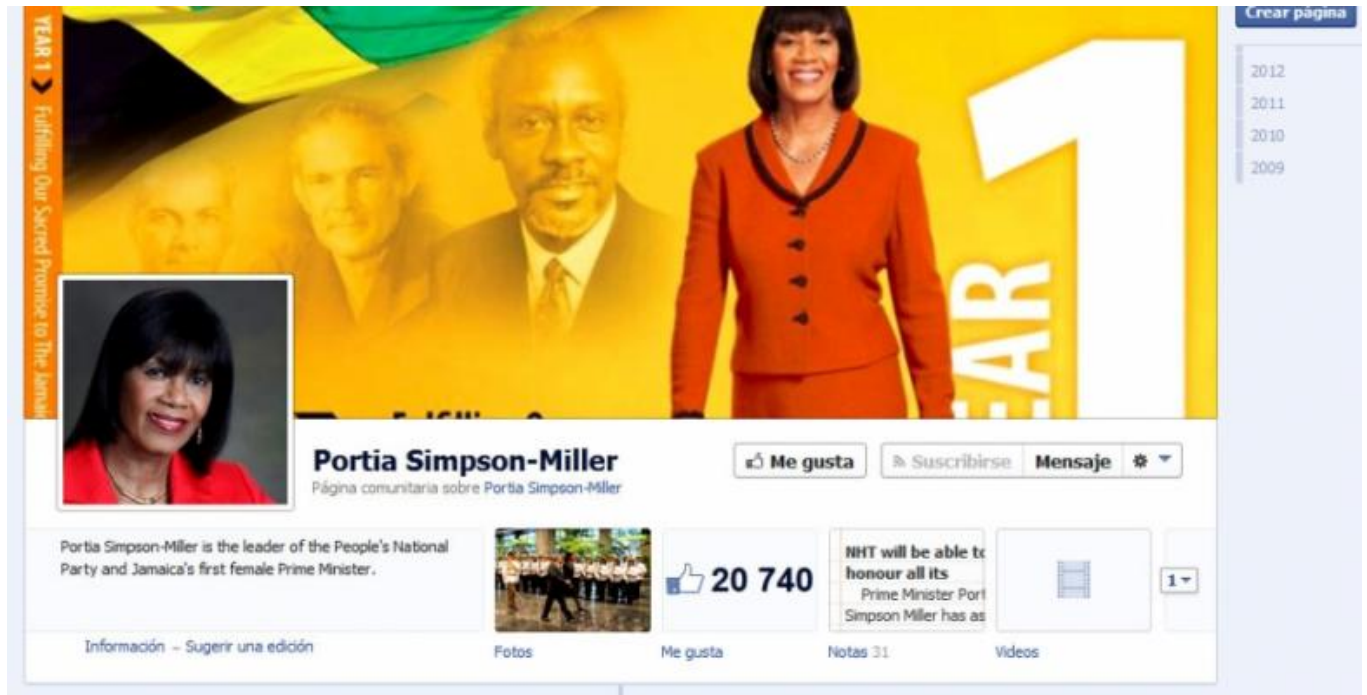 Crear página
2012
2011
2010
2009
YEAR 1 Fulfilling Our Sacred Promise to The
1
EAR
Portia Simpson-Miller
Página comunitaria sobre Portia Simpson-Miller
Me gusta
Suscribirse
Mensaje
Portia Simpson-Miller is the leader of the People's National
Party and Jamaica's first female Prime Minister.
Información - Sugerir una edición
Fotos
20 740
Me gusta
NHT will be able to
honour all its
Prime Minister Port
Simpson Miller has as
Notas 31
Videos
1